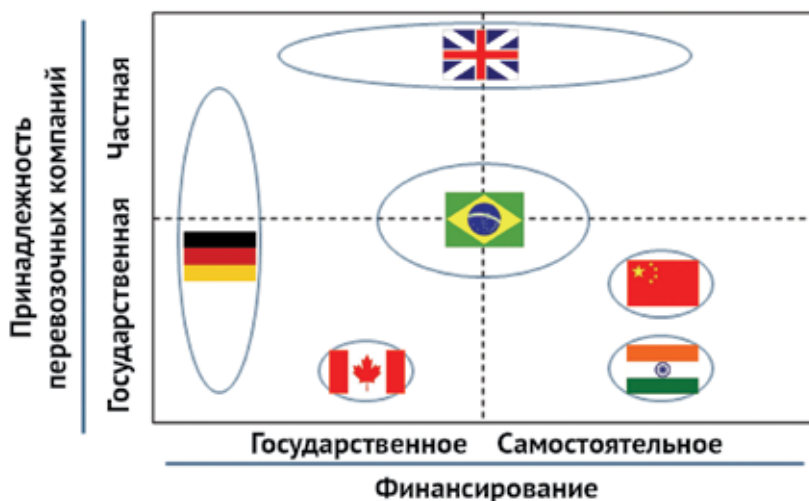 Принадлежность
перевозочных компаний
Частная
Государственная
Государственное
Самостоятельное
Финансирование